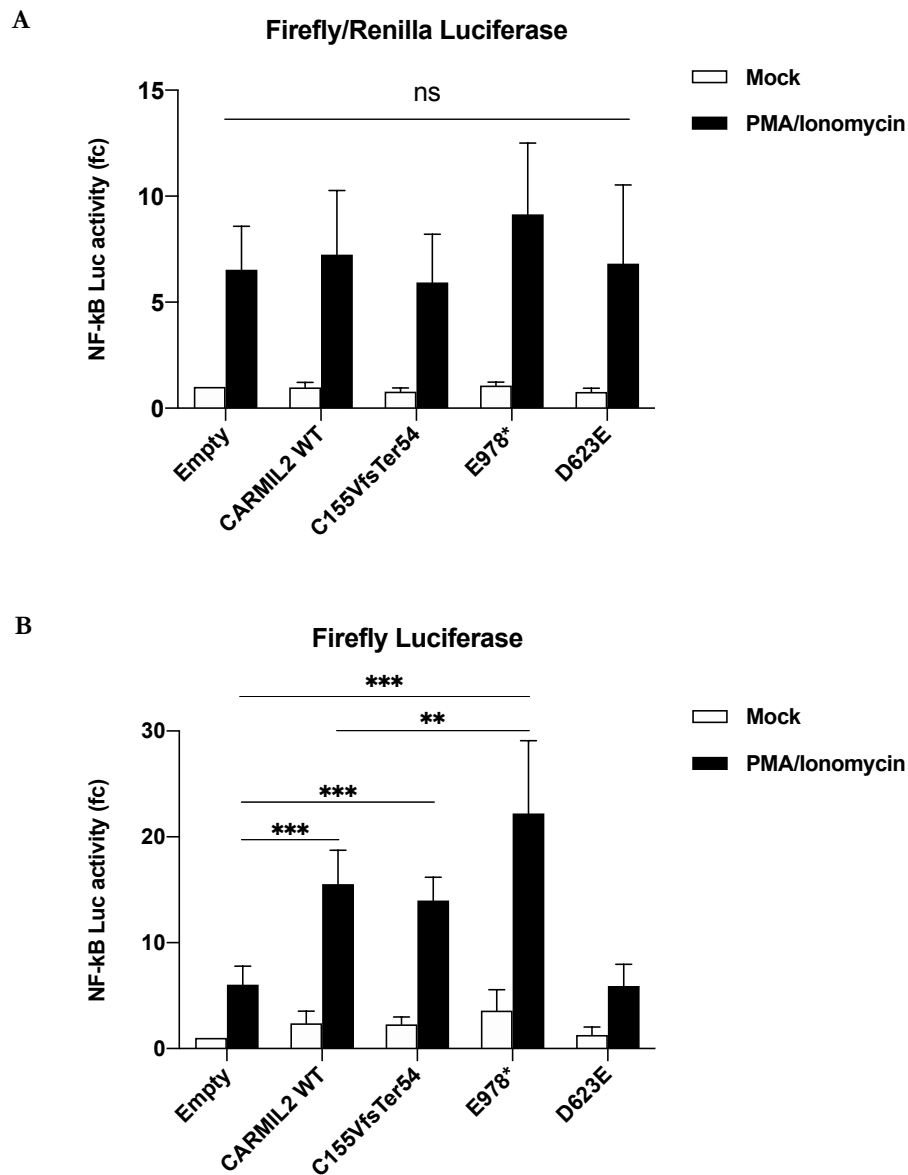 A
Firefly/Renilla Luciferase
Mock
PMA/Ionomycin
ns
NF-kB Luc activity (fc)
15
10
5
0
Empty
CARMIL2 WT
C155VfsTer54
E978*
D623E
B
Firefly Luciferase
Mock
PMA/Ionomycin
***
**
***
***
NF-kB Luc activity (fc)
30
20
10
0
Empty
CARMIL2 WT
C155VfsTer54
E978*
D623E